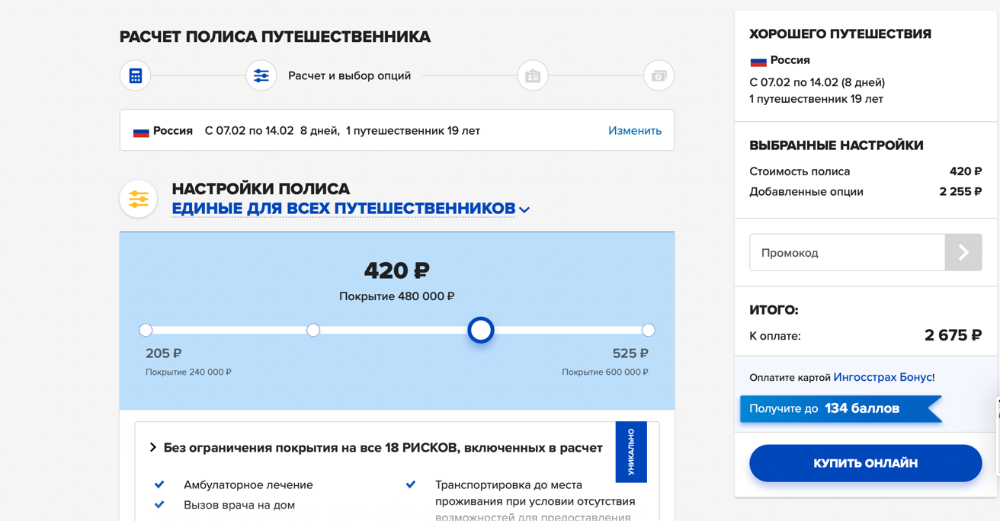 РАСЧЕТ ПОЛИСА ПУТЕШЕСТВЕННИКА
Расчет и выбор опций
Россия С 07.02 по 14.02 8 дней, 1 путешественник 19 лет Изменить
НАСТРОЙКИ ПОЛИСА
ЕДИНЫЕ ДЛЯ ВСЕХ ПУТЕШЕСТВЕННИКОВ
420 ₽
Покрытие 480 000 ₽
205 ₽
Покрытие 240 000 ₽
525 ₽
Покрытие 600 000 ₽
Без ограничения покрытия на все 18 РИСКОВ, включенных в расчет
УНИКАЛЬНО
Амбулаторное лечение
Вызов врача на дом
Транспортировка до места
проживания при условии отсутствия
возможностей для предоставления
ХОРОШЕГО ПУТЕШЕСТВИЯ
Россия
С 07.02 по 14.02 (8 дней)
1 путешественник 19 лет
ВЫБРАННЫЕ НАСТРОЙКИ
Стоимость полиса 420 ₽
Добавленные опции 2 255 ₽
Промокод
ИТОГО:
К оплате: 2 675 ₽
Оплатите картой Ингосстрах Бонус!
Получите до 134 баллов
КУПИТЬ ОНЛАЙН